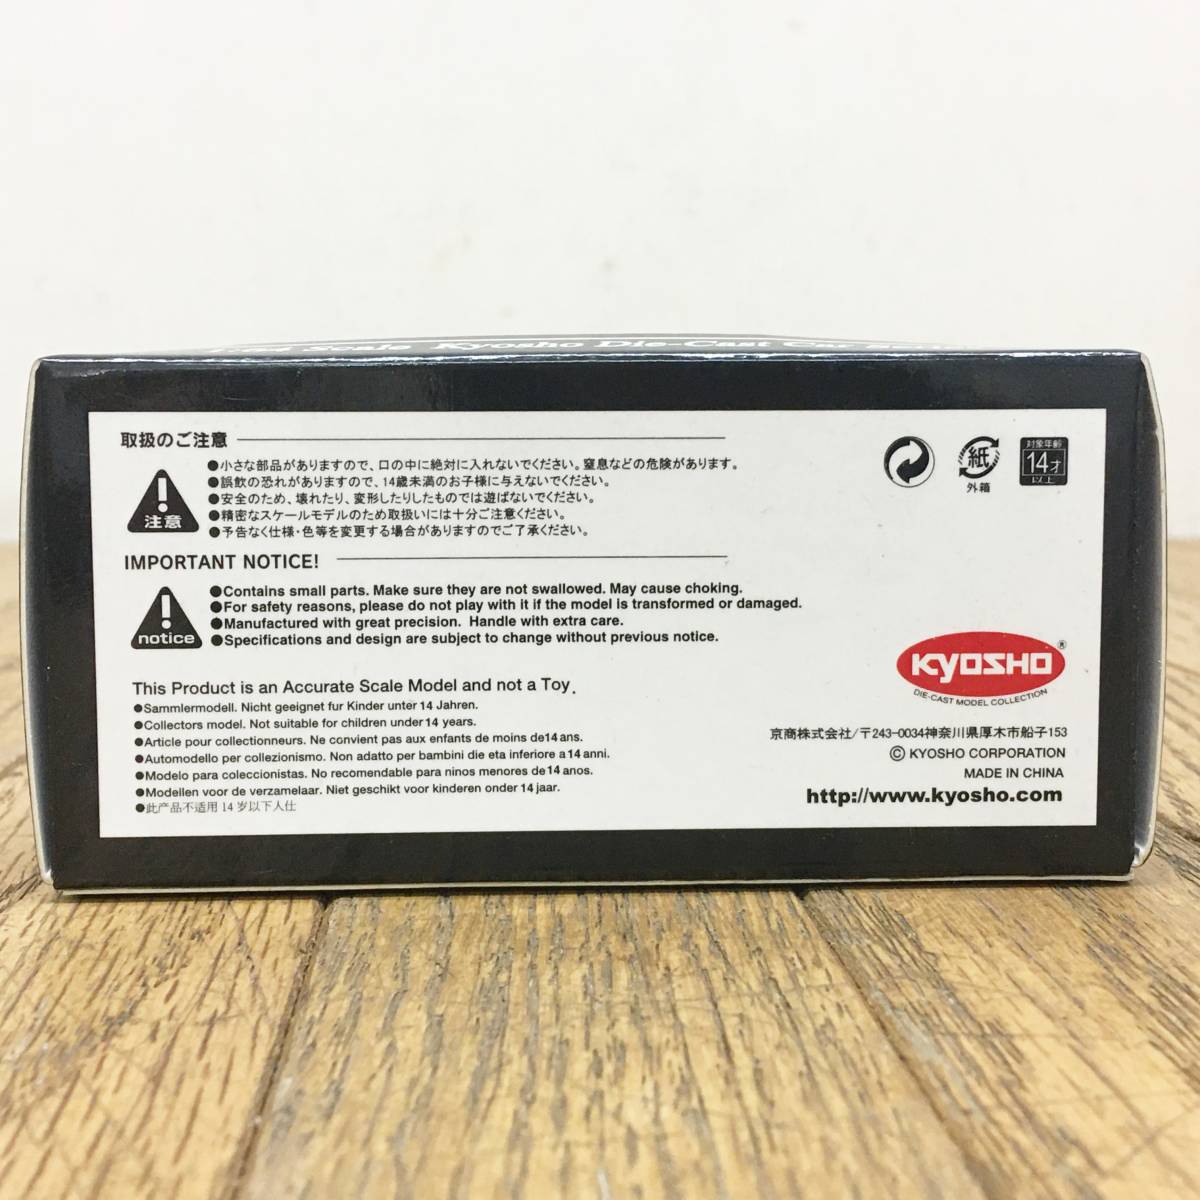 Scale Kyosho Die-Cast Car
取扱のご注意
注意
●小さな部品がありますので、口の中に絶対に入れないでください。窒息などの危険があります。
●誤飲の恐れがありますので、14歳未満のお子様に与えないでください。
●安全のため、壊れたり、変形したりしたものでは遊ばないでください。
●精密なスケールモデルのため取扱いには十分ご注意ください。
●予告なく仕様・色等を変更する場合がありますのでご了承ください。
紙
外箱
対象年齢
14才
以上
IMPORTANT NOTICE!
notice
●Contains small parts. Make sure they are not swallowed. May cause choking.
●For safety reasons, please do not play with it if the model is transformed or damaged.
●Manufactured with great precision. Handle with extra care.
●Specifications and design are subject to change without previous notice.
This Product is an Accurate Scale Model and not a Toy.
●Sammlermodell. Nicht geeignet fur Kinder unter 14 Jahren.
●Collectors model. Not suitable for children under 14 years.
●Article pour collectionneurs. Ne convient pas aux enfants de moins de 14 ans.
●Automodello per collezionismo. Non adatto per bambini die eta inferiore a 14 anni.
●Modelo para coleccionistas. No recomendable para ninos menores de 14 anos.
●Modellen voor de verzamelaar. Niet geschikt voor kinderen onder 14 jaar.
●此产品不适用 14 岁以下人仕
KYOSHO®
DIE-CAST MODEL COLLECTION
京商株式会社/〒243-0034神奈川県厚木市船子153
© KYOSHO CORPORATION
MADE IN CHINA
http://www.kyosho.com